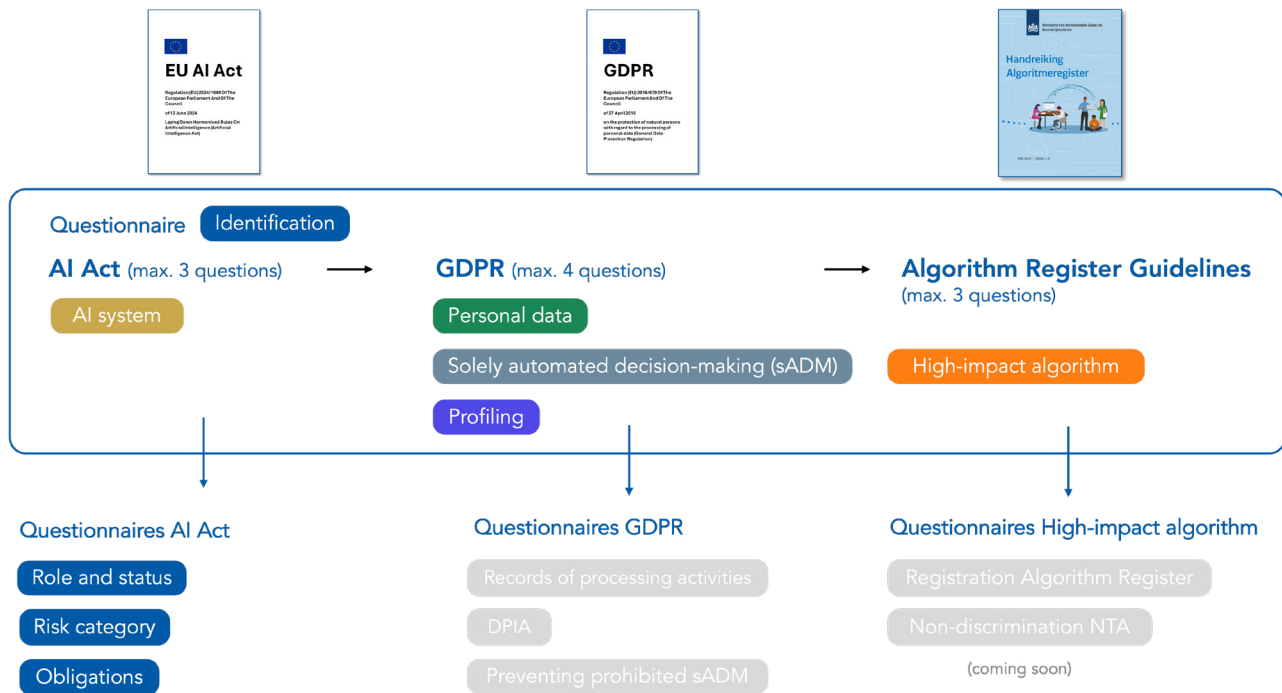 EU AI Act
Regulation (EU) 2024/1689 Of The
European Parliament And Of The
Council
of 13 June 2024
Laying Down Harmonised Rules On
Artificial Intelligence (Artificial
Intelligence Act)
GDPR
Regulation (EU) 2016/679 Of The
European Parliament And Of The
Council
of 27 April 2016
on the protection of natural persons
with regard to the processing of
personal data (General Data
Protection Regulation)
Ministerie van Binnenlandse Zaken en
Koninkrijksrelaties
Handreiking
Algoritmeregister
Questionnaire Identification
AI Act (max. 3 questions)
GDPR (max. 4 questions)
Algorithm Register Guidelines
(max. 3 questions)
AI system
Personal data
Solely automated decision-making (sADM)
High-impact algorithm
Profiling
Questionnaires AI Act
Role and status
Risk category
Obligations
Questionnaires GDPR
Records of processing activities
DPIA
Preventing prohibited sADM
Questionnaires High-impact algorithm
Registration Algorithm Register
Non-discrimination NTA
(coming soon)